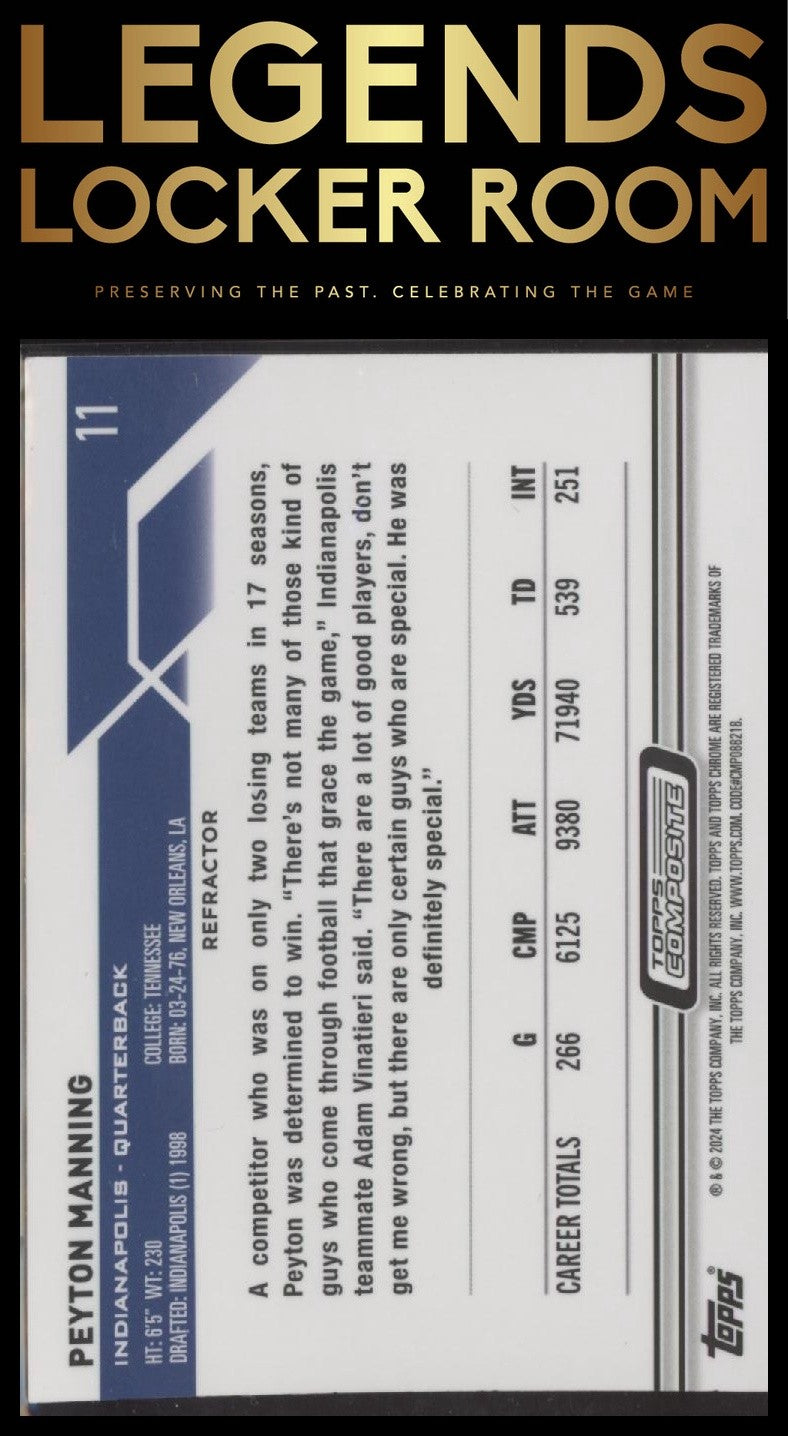 LEGENDS
LOCKER ROOM
PRESERVING THE PAST. CELEBRATING THE GAME
11
PEYTON MANNING
INDIANAPOLIS - QUARTERBACK
HT: 6'5" WT: 230 COLLEGE: TENNESSEE
DRAFTED: INDIANAPOLIS (1) 1998 BORN: 03-24-76, NEW ORLEANS, LA
REFRACTOR
A competitor who was on only two losing teams in 17 seasons,
Peyton was determined to win. “There’s not many of those kind of
guys who come through football that grace the game,” Indianapolis
teammate Adam Vinatieri said. “There are a lot of good players, don’t
get me wrong, but there are only certain guys who are special. He was
definitely special.”
G CMP ATT YDS TD INT
CAREER TOTALS 266 6125 9380 71940 539 251
TOPPS
COMPOSITE
topps®
® & © 2024 THE TOPPS COMPANY, INC. ALL RIGHTS RESERVED. TOPPS AND TOPPS CHROME ARE REGISTERED TRADEMARKS OF
THE TOPPS COMPANY, INC. WWW.TOPPS.COM. CODE#CMP088218.